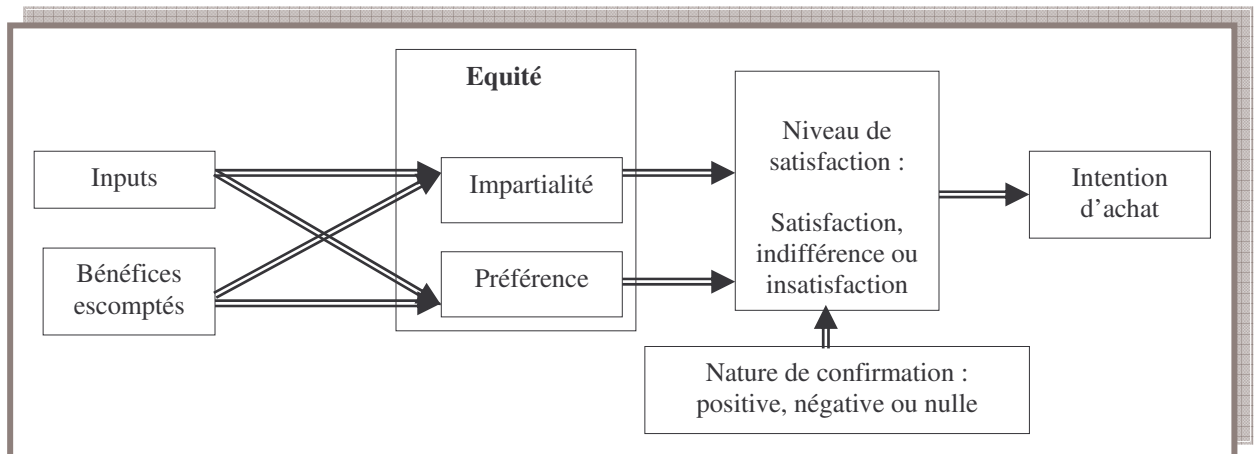 Equité
Inputs
Impartialité
Bénéfices
escomptés
Préférence
Niveau de
satisfaction :
Satisfaction,
indifférence ou
insatisfaction
Intention
d’achat
Nature de confirmation :
positive, négative ou nulle